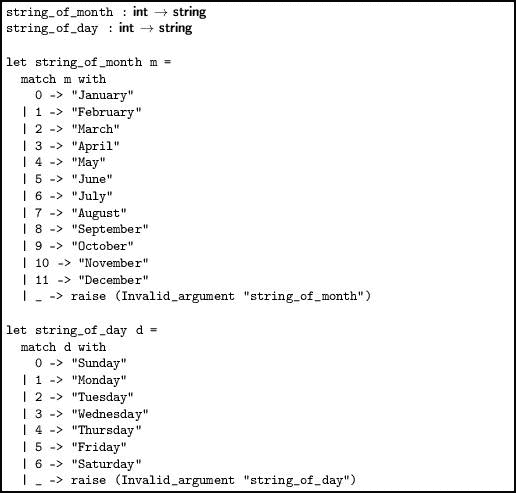 string_of_month : int → string
string_of_day : int → string
let string_of_month m =
  match m with
    0 -> "January"
  | 1 -> "February"
  | 2 -> "March"
  | 3 -> "April"
  | 4 -> "May"
  | 5 -> "June"
  | 6 -> "July"
  | 7 -> "August"
  | 8 -> "September"
  | 9 -> "October"
  | 10 -> "November"
  | 11 -> "December"
  | _ -> raise (Invalid_argument "string_of_month")
let string_of_day d =
  match d with
    0 -> "Sunday"
  | 1 -> "Monday"
  | 2 -> "Tuesday"
  | 3 -> "Wednesday"
  | 4 -> "Thursday"
  | 5 -> "Friday"
  | 6 -> "Saturday"
  | _ -> raise (Invalid_argument "string_of_day")